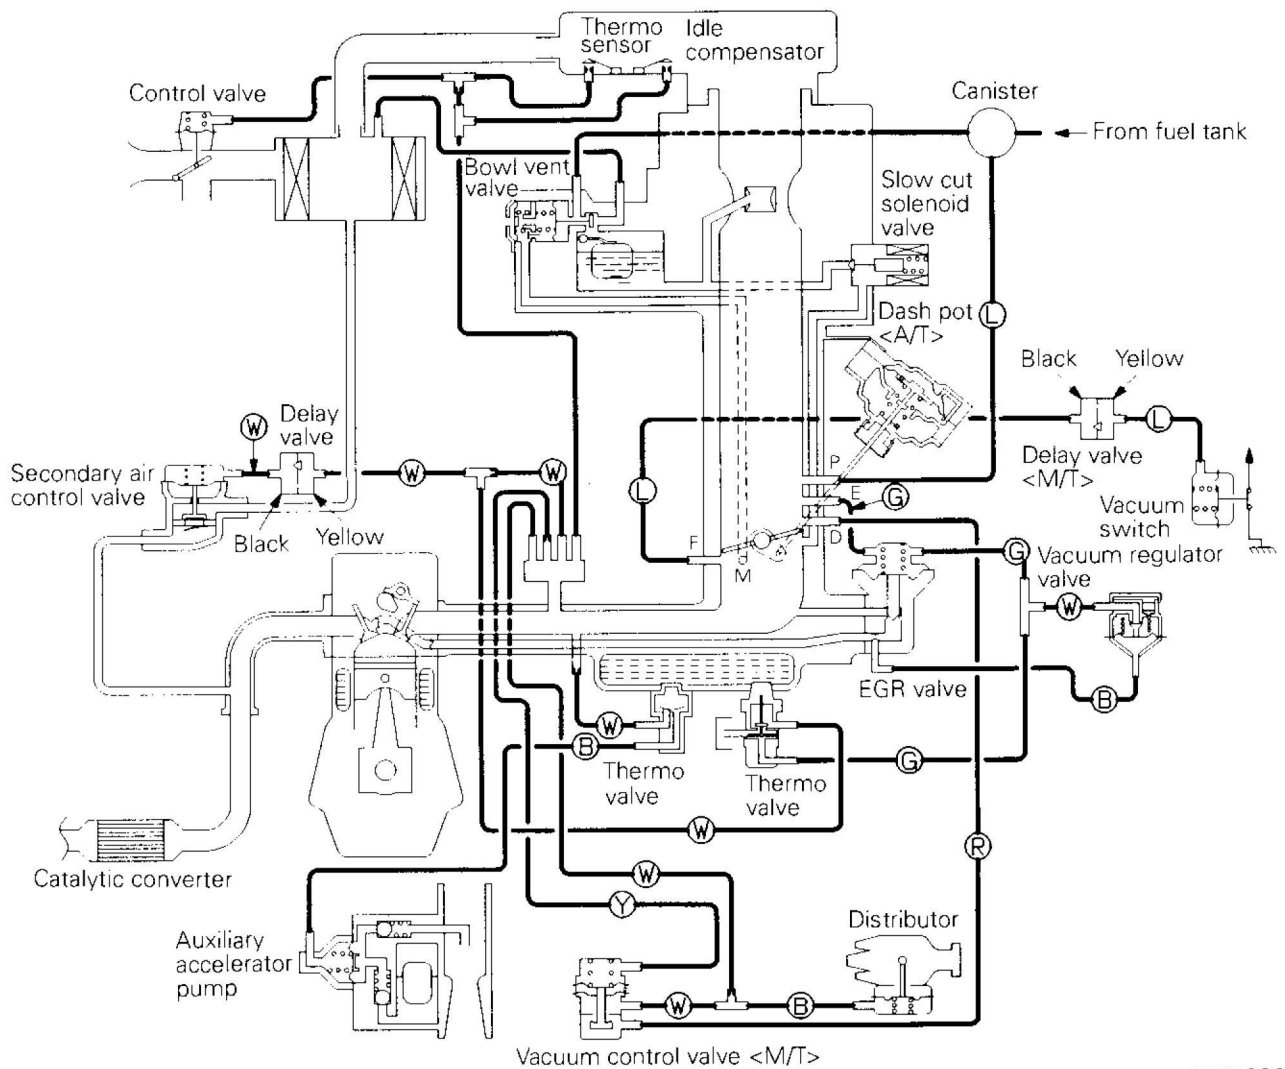 Thermo
sensor
Idle
compensator
Control valve
Canister
From fuel tank
Bowl vent
valve
Slow cut
solenoid
valve
Dash pot
<A/T>
L
Black
Yellow
L
Delay valve
<M/T>
Vacuum
switch
W
Delay
valve
Secondary air
control valve
W
W
Black
Yellow
L
P
E
G
F
D
M
G
Vacuum regulator
valve
W
EGR valve
B
W
B
Thermo
valve
Thermo
valve
G
W
R
Catalytic converter
W
Y
Distributor
Auxiliary
accelerator
pump
W
B
Vacuum control valve <M/T>